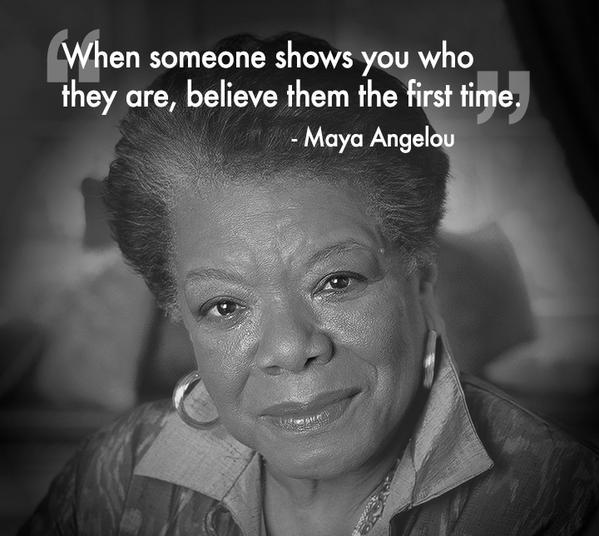 “When someone shows you who
they are, believe them the first time.”
- Maya Angelou